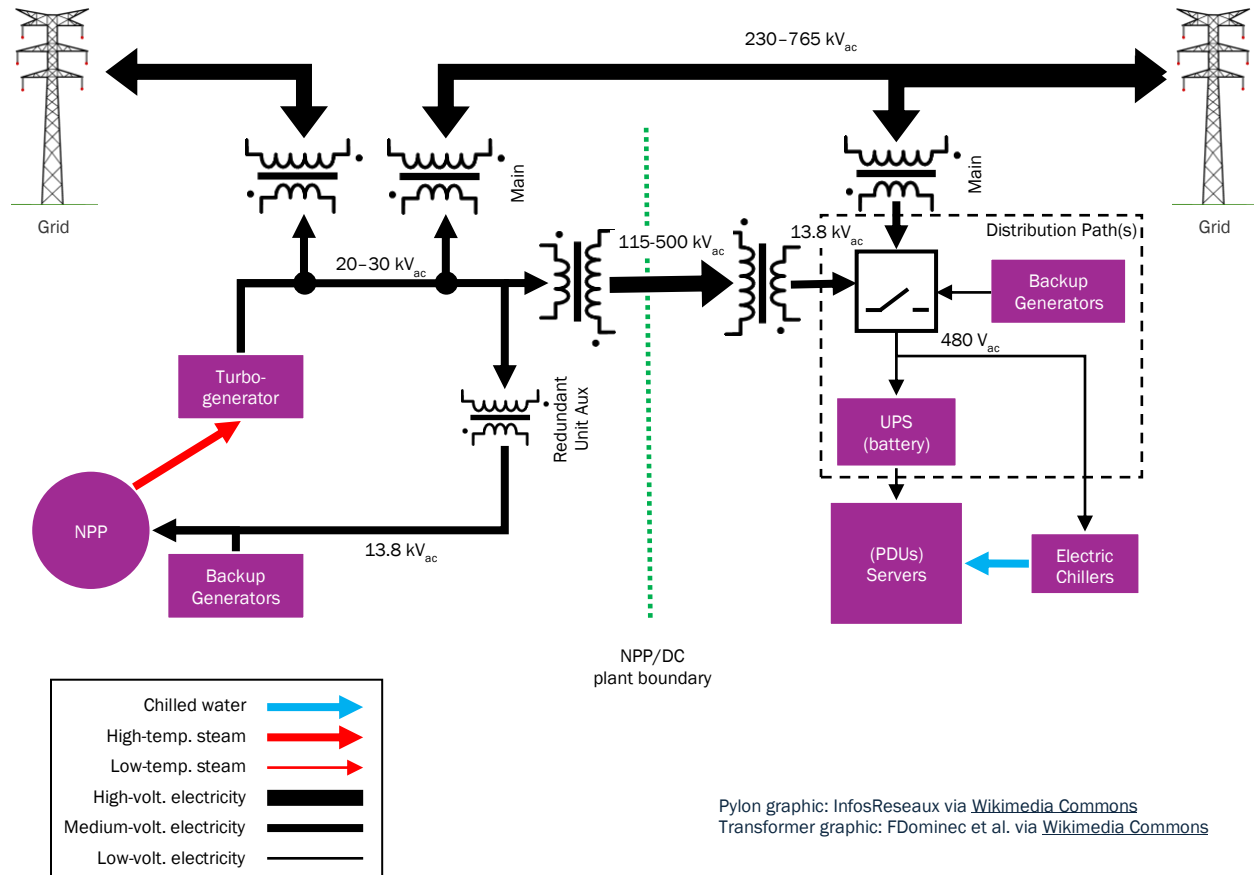 230–765 kVac
Grid
Main
Main
Grid
115-500 kVac
13.8 kVac
Distribution Path(s)
20–30 kVac
Backup
Generators
480 Vac
Turbo-
generator
Redundant
Unit Aux
UPS
(battery)
NPP
13.8 kVac
(PDUs)
Servers
Electric
Chillers
Backup
Generators
NPP/DC
plant boundary
Chilled water
High-temp. steam
Low-temp. steam
High-volt. electricity
Medium-volt. electricity
Low-volt. electricity
Pylon graphic: InfosReseaux via Wikimedia Commons
Transformer graphic: FDominec et al. via Wikimedia Commons